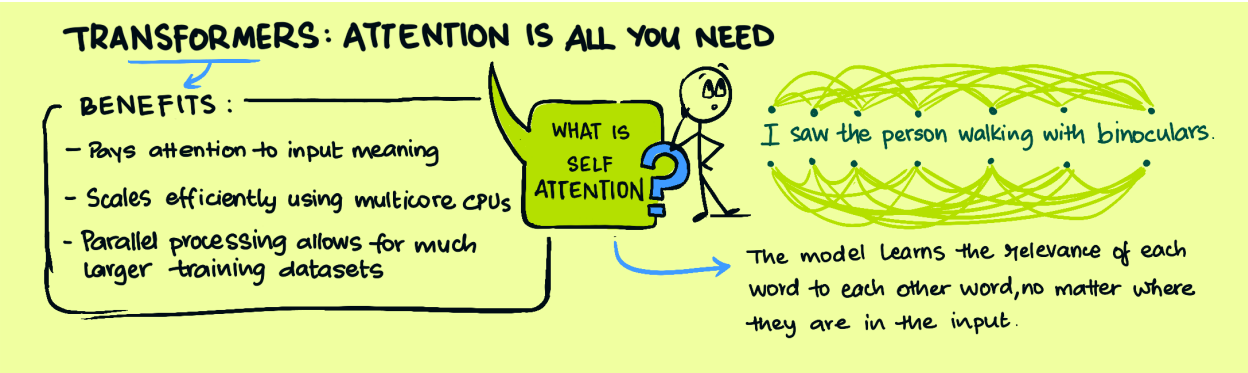 TRANSFORMERS: ATTENTION IS ALL YOU NEED
BENEFITS :
- Pays attention to input meaning
- Scales efficiently using multicore CPUs
- Parallel processing allows for much
larger training datasets
WHAT IS
SELF
ATTENTION
?
I saw the person walking with binoculars.
The model learns the relevance of each
word to each other word, no matter where
they are in the input.